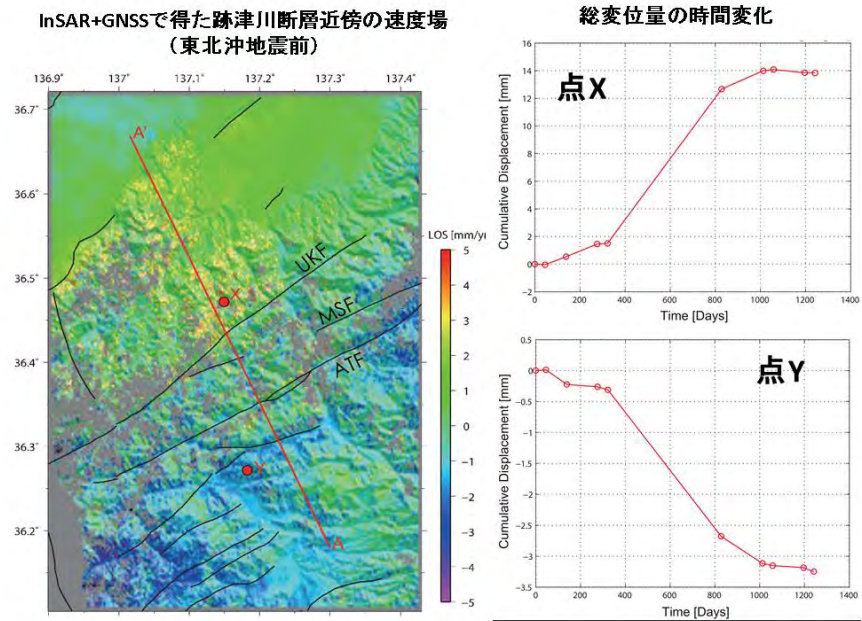 InSAR+GNSSで得た跡津川断層近傍の速度場
（東北沖地震前）
136.9° 137° 137.1° 137.2° 137.3° 137.4°
36.7°
36.6°
36.5°
36.4°
36.3°
36.2°
A'
X
UKF
MSF
ATF
Y
A
LOS [mm/yr
5
4
3
2
1
0
−1
−2
−3
−4
−5
総変位量の時間変化
点X
Cumulative Displacement [mm]
16
14
12
10
8
6
4
2
0
−2
0 200 400 600 800 1000 1200 1400
Time [Days]
点Y
Cumulative Displacement [mm]
0.5
0
−0.5
−1
−1.5
−2
−2.5
−3
−3.5
0 200 400 600 800 1000 1200 1400
Time [Days]